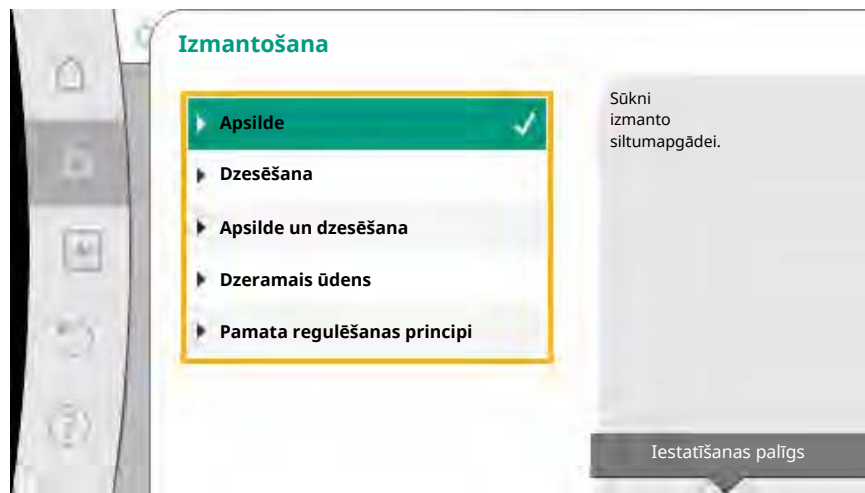 Izmantošana
Apsilde
Dzesēšana
Apsilde un dzesēšana
Dzeramais ūdens
Pamata regulēšanas principi
Sūkni
izmanto
siltumapgādei.
Iestatīšanas palīgs